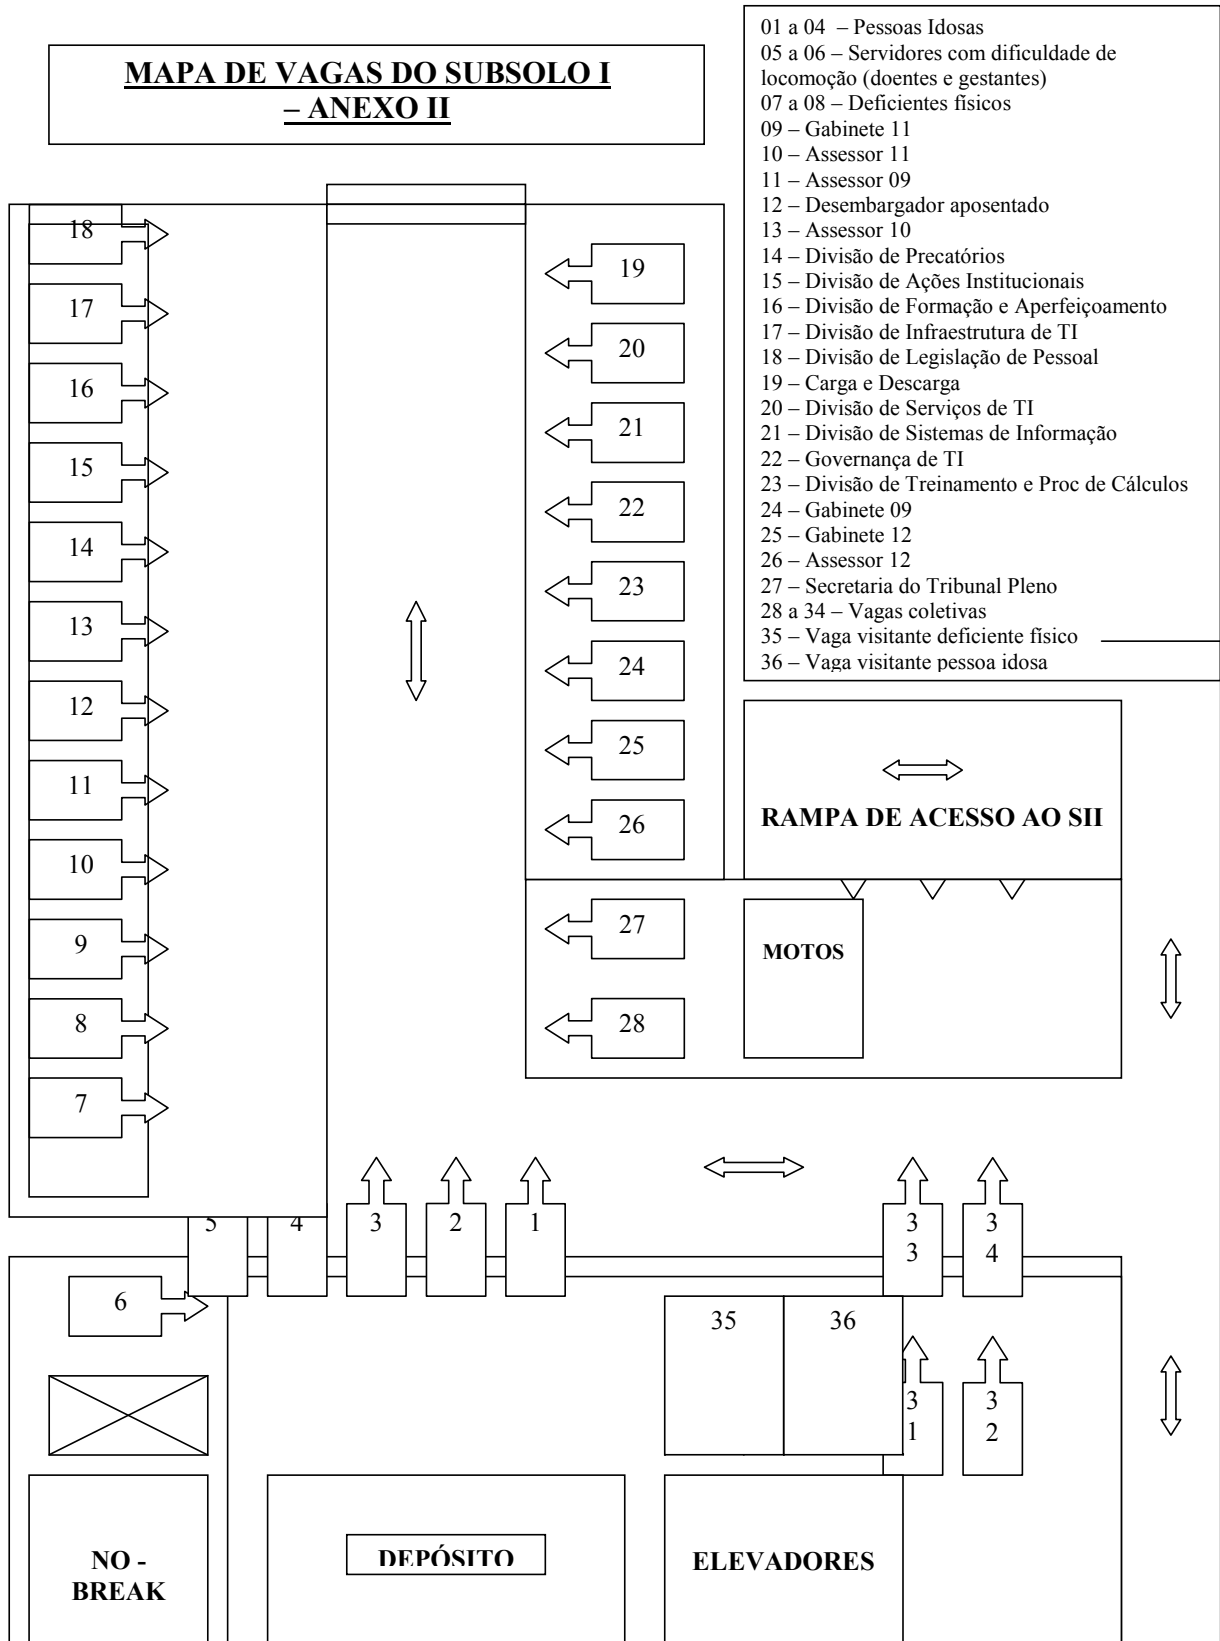 MAPA DE VAGAS DO SUBSOLO I
– ANEXO II
01 a 04 – Pessoas Idosas
05 a 06 – Servidores com dificuldade de
locomoção (doentes e gestantes)
07 a 08 – Deficientes físicos
09 – Gabinete 11
10 – Assessor 11
11 – Assessor 09
12 – Desembargador aposentado
13 – Assessor 10
14 – Divisão de Precatórios
15 – Divisão de Ações Institucionais
16 – Divisão de Formação e Aperfeiçoamento
17 – Divisão de Infraestrutura de TI
18 – Divisão de Legislação de Pessoal
19 – Carga e Descarga
20 – Divisão de Serviços de TI
21 – Divisão de Sistemas de Informação
22 – Governança de TI
23 – Divisão de Treinamento e Proc de Cálculos
24 – Gabinete 09
25 – Gabinete 12
26 – Assessor 12
27 – Secretaria do Tribunal Pleno
28 a 34 – Vagas coletivas
35 – Vaga visitante deficiente físico
36 – Vaga visitante pessoa idosa
18
17
16
15
14
13
12
11
10
9
8
7
19
20
21
22
23
24
25
26
27
28
RAMPA DE ACESSO AO SII
MOTOS
5
4
3
2
1
3
3
3
4
6
35
36
3
1
3
2
NO -
BREAK
DEPÓSITO
ELEVADORES